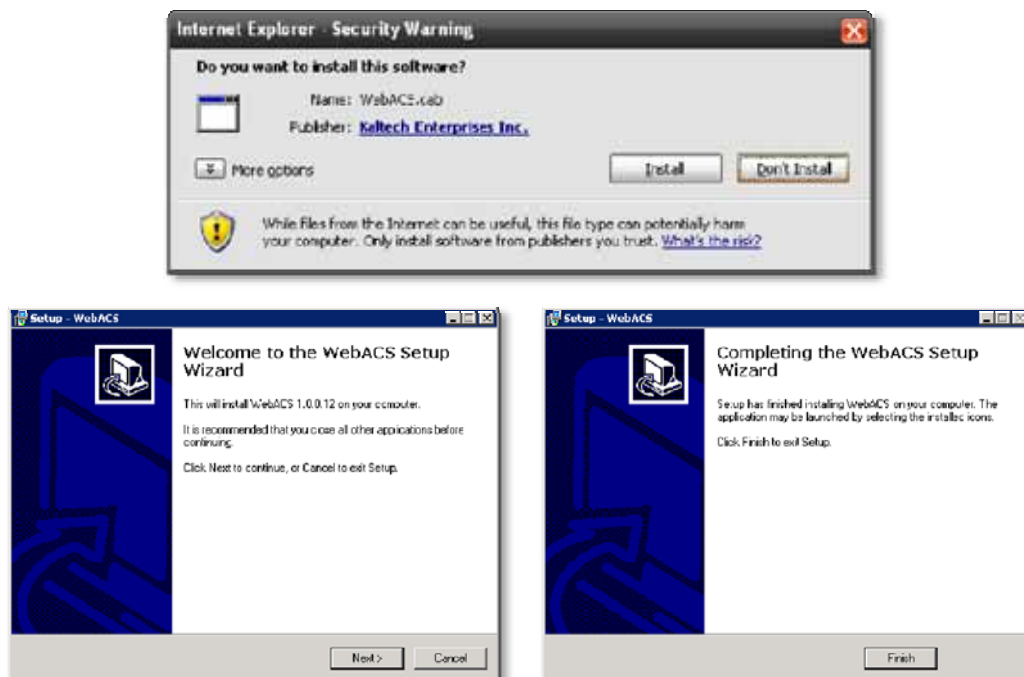 Internet Explorer - Security Warning
Do you want to install this software?
Name: WebACS.cab
Publisher: Kaltech Enterprises Inc.
More options
Install
Don't Install
While files from the Internet can be useful, this file type can potentially harm
your computer. Only install software from publishers you trust. What's the risk?
Setup - WebACS
Welcome to the WebACS Setup
Wizard
This will install WebACS 1.0.0.12 on your computer.
It is recommended that you close all other applications before
continuing.
Click Next to continue, or Cancel to exit Setup.
Next >
Cancel
Setup - WebACS
Completing the WebACS Setup
Wizard
Setup has finished installing WebACS on your computer. The
application may be launched by selecting the installed icons.
Click Finish to exit Setup.
Finish